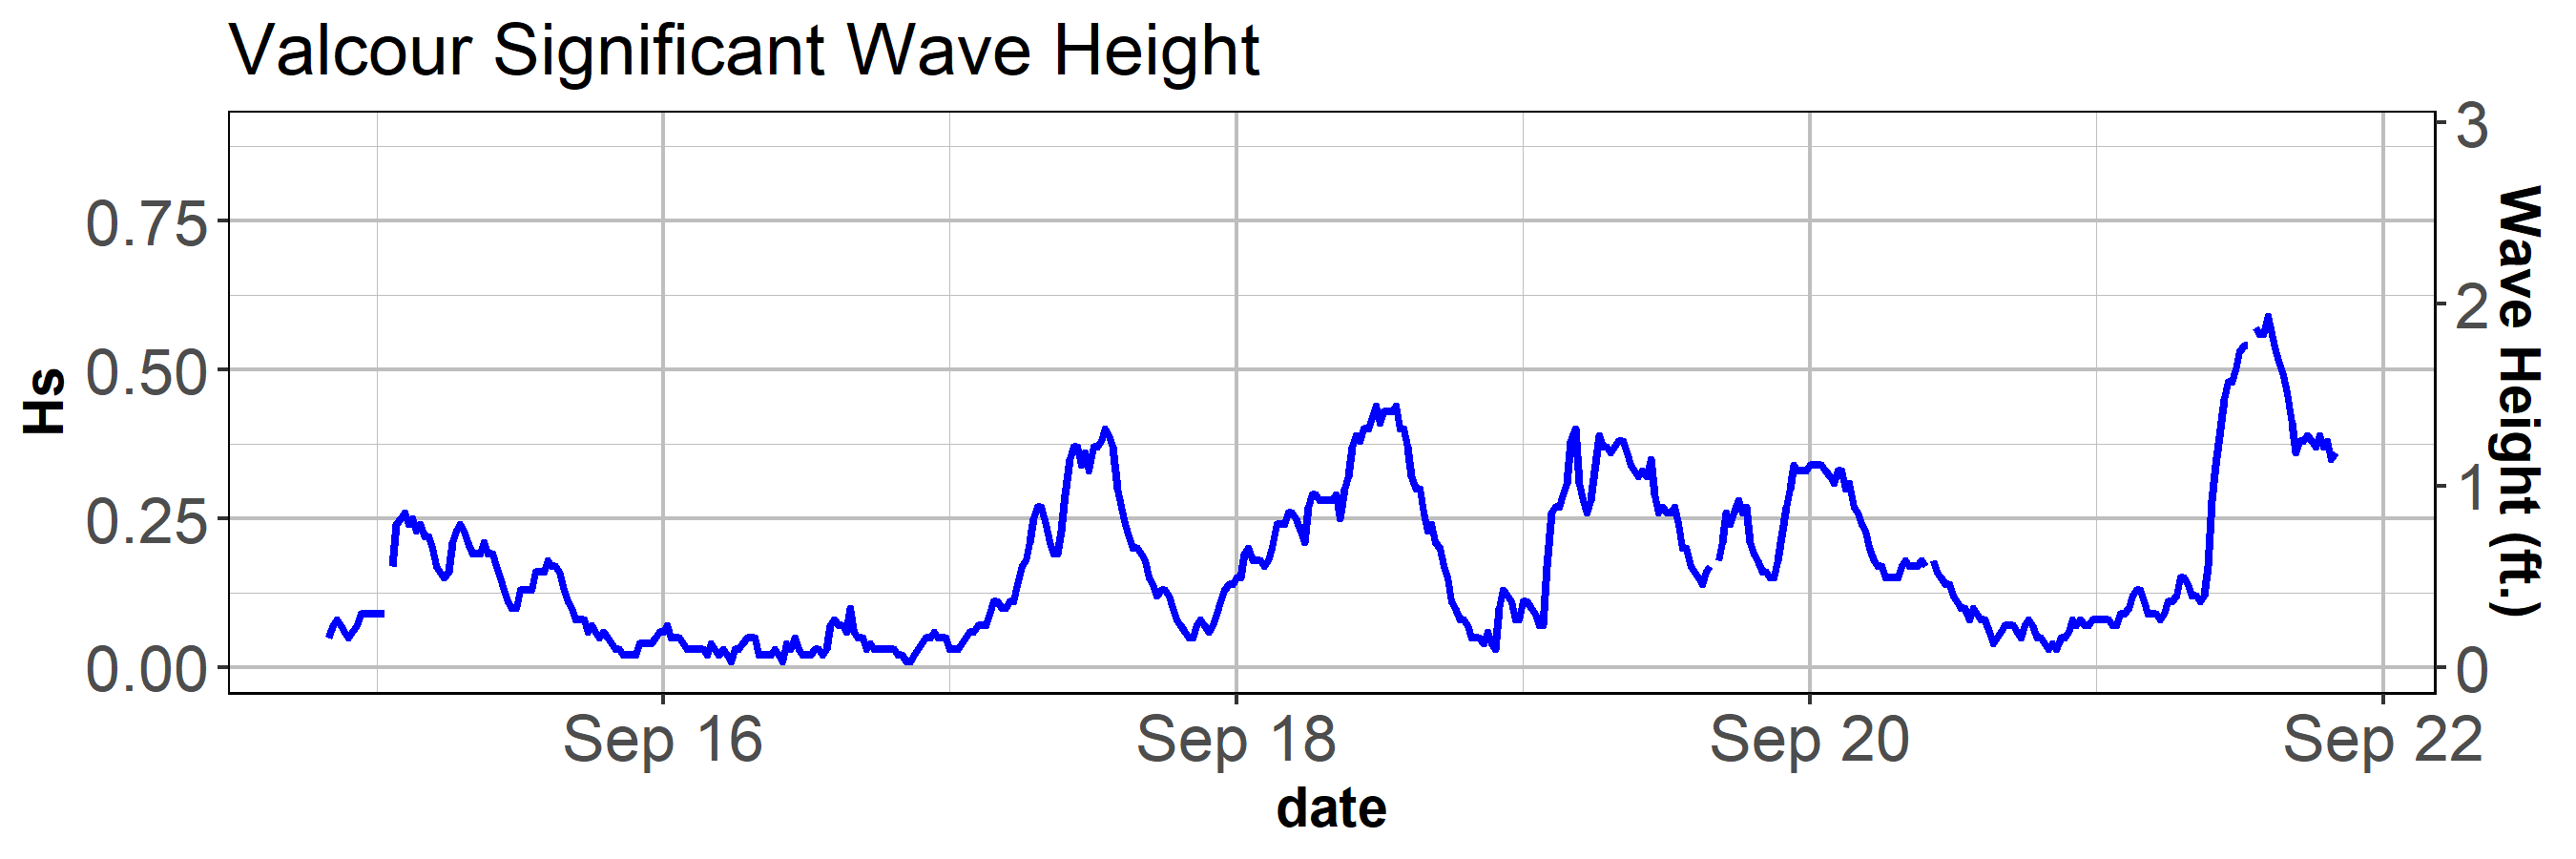 Valcour Significant Wave Height
Hs
0.75
0.50
0.25
0.00
3
2
1
0
Wave Height (ft.)
Sep 16
Sep 18
Sep 20
Sep 22
date